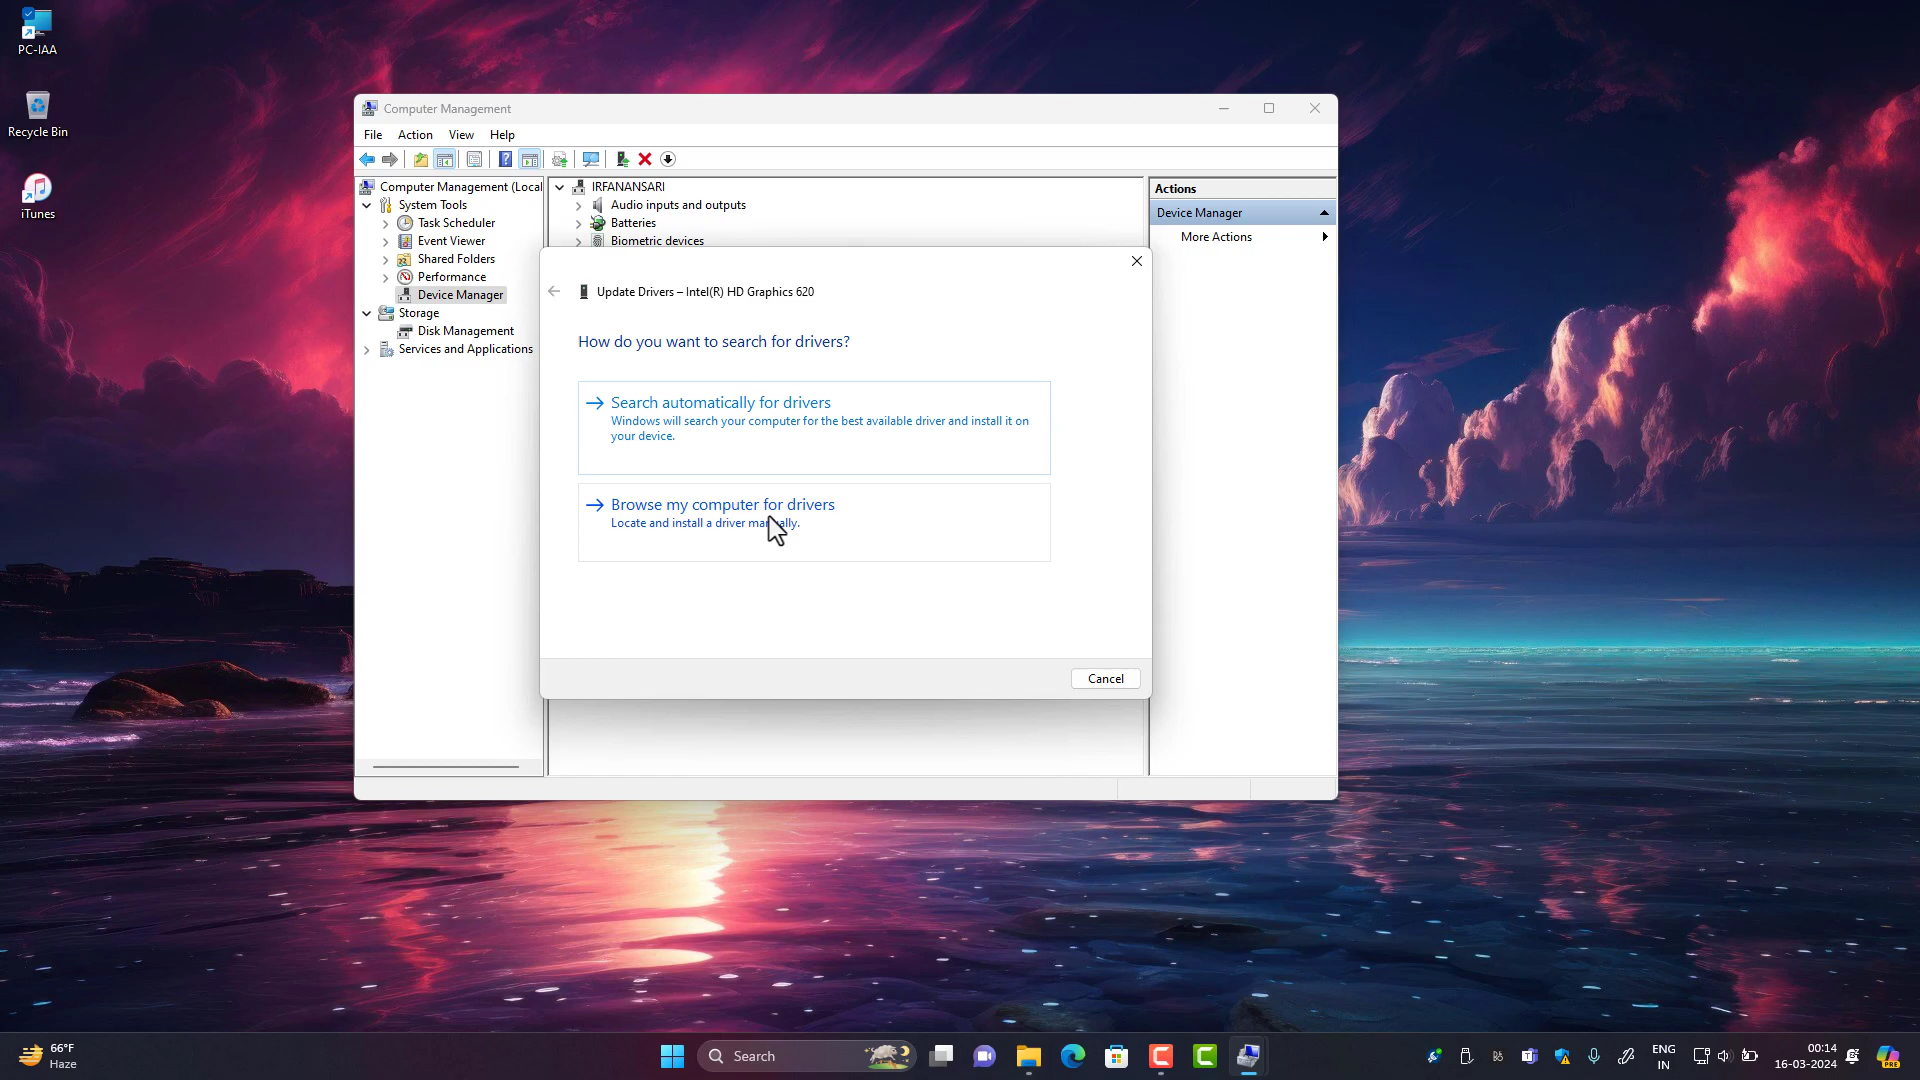 PC-IAA
Recycle Bin
iTunes
Computer Management
File Action View Help
Computer Management (Local
System Tools
Task Scheduler
Event Viewer
Shared Folders
Performance
Device Manager
Storage
Disk Management
Services and Applications
IRFANANSARI
Audio inputs and outputs
Batteries
Biometric devices
Actions
Device Manager
More Actions
Update Drivers – Intel(R) HD Graphics 620
How do you want to search for drivers?
Search automatically for drivers
Windows will search your computer for the best available driver and install it on
your device.
Browse my computer for drivers
Locate and install a driver manually.
Cancel
66°F
Haze
Search
ENG
IN
00:14
16-03-2024
PRE